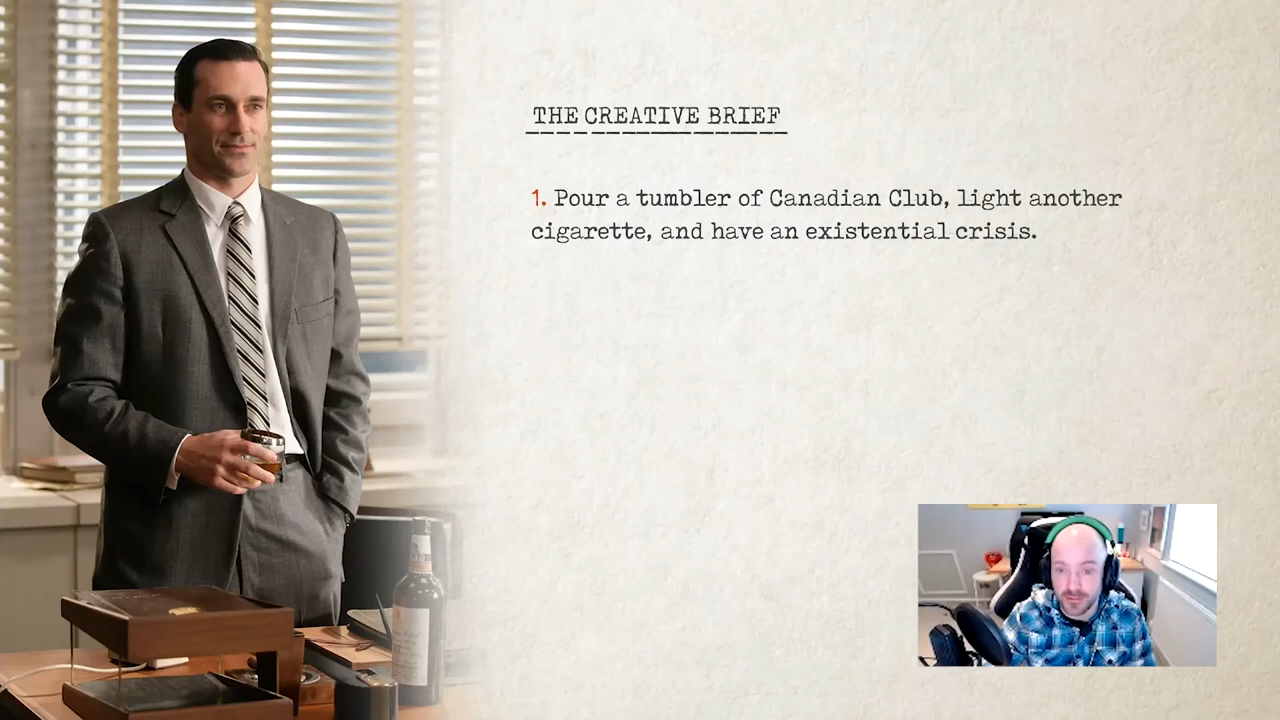 THE CREATIVE BRIEF
1. Pour a tumbler of Canadian Club, light another
cigarette, and have an existential crisis.